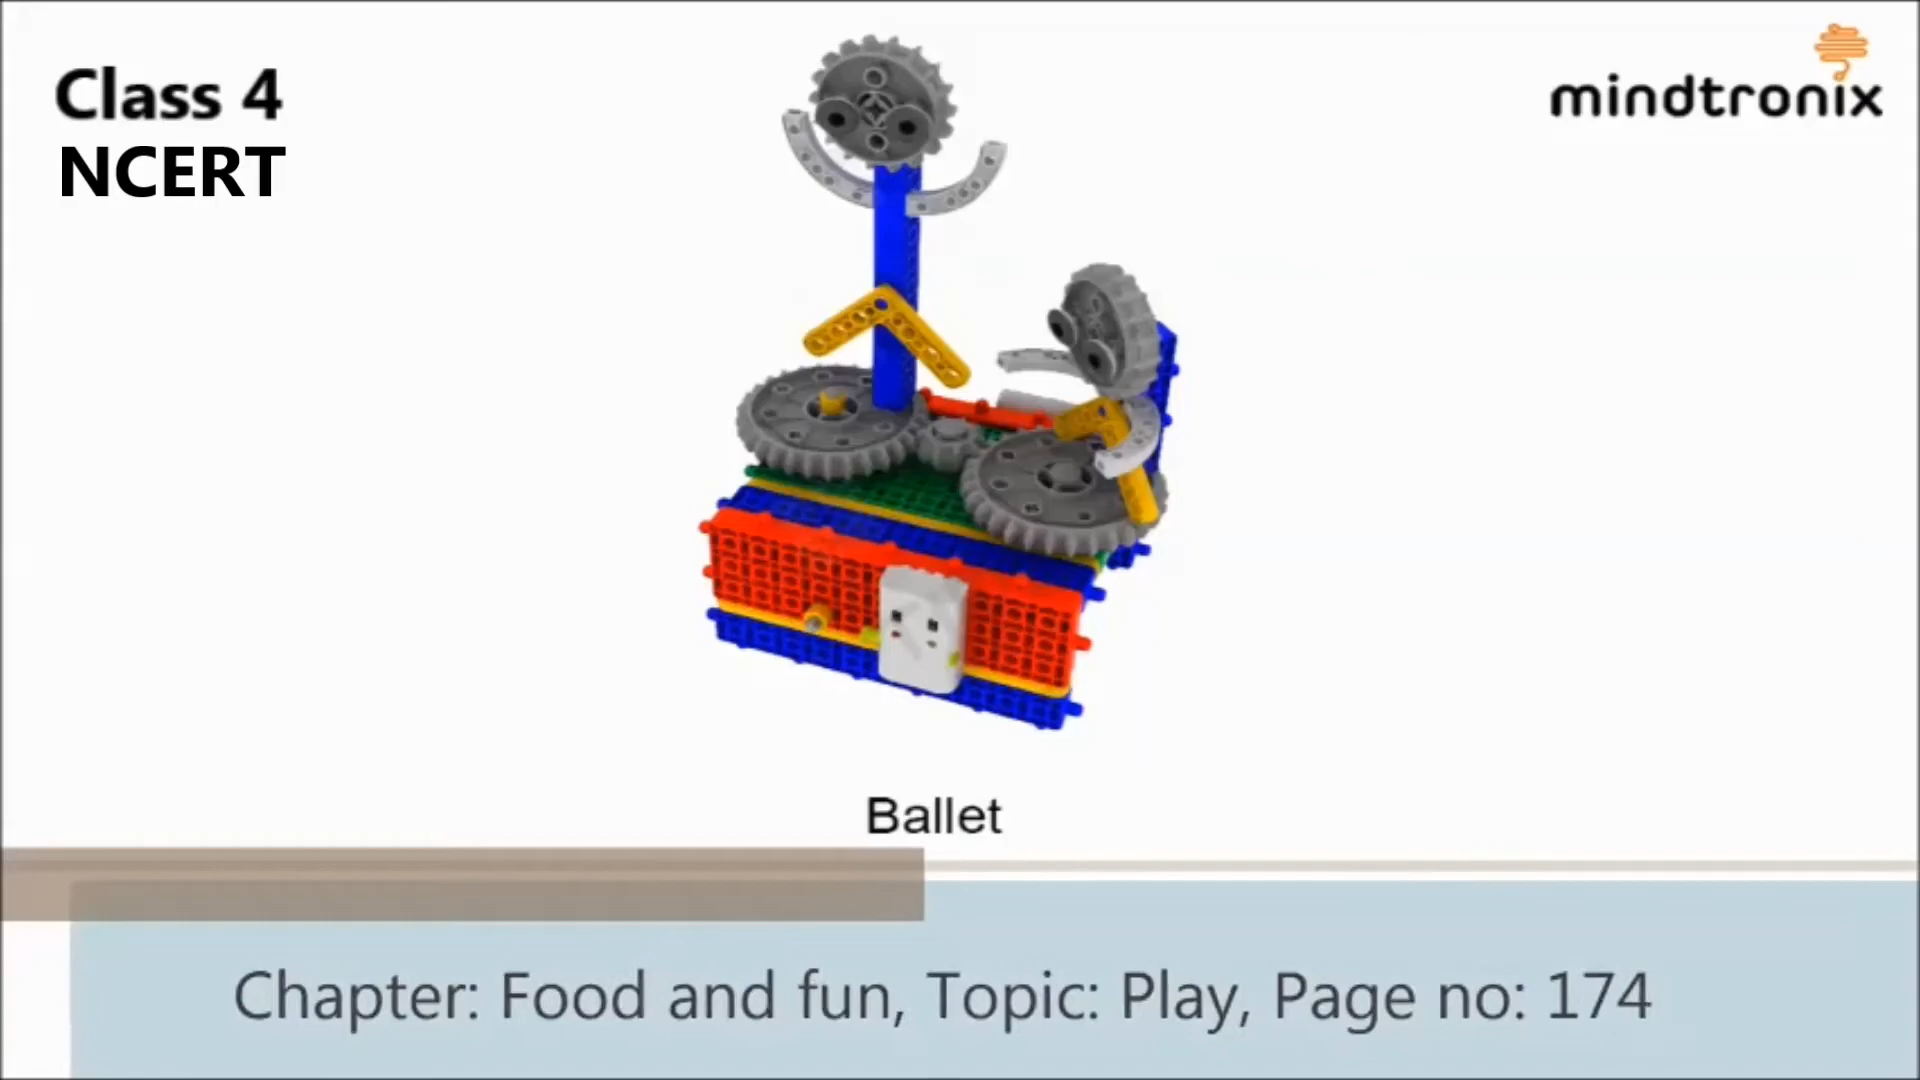 Class 4
NCERT
mindtronix
Ballet
Chapter: Food and fun, Topic: Play, Page no: 174